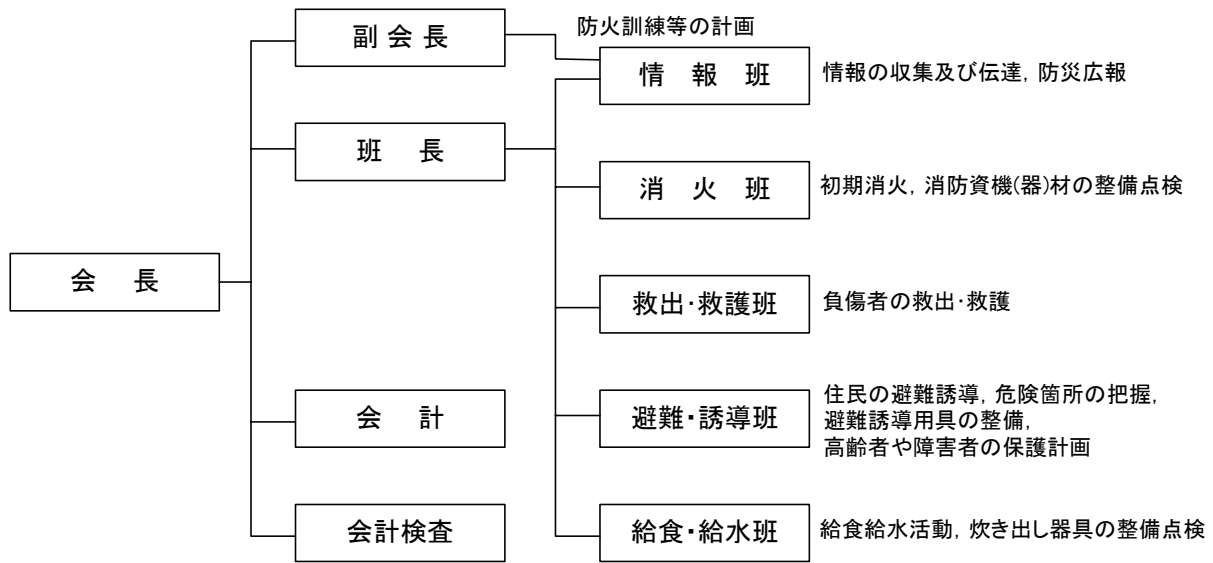 副会長
防火訓練等の計画
情報班
情報の収集及び伝達, 防災広報
班長
消火班
初期消火, 消防資機(器)材の整備点検
会長
救出・救護班
負傷者の救出・救護
会計
避難・誘導班
住民の避難誘導, 危険箇所の把握,
避難誘導用具の整備,
高齢者や障害者の保護計画
会計検査
給食・給水班
給食給水活動, 炊き出し器具の整備点検